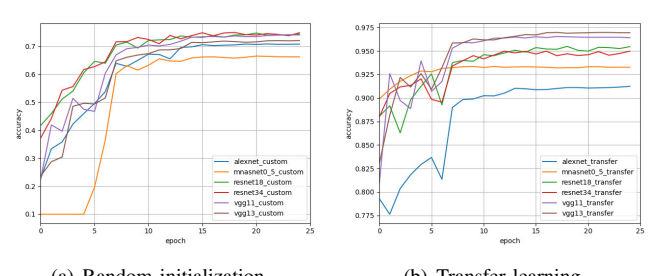 0.7
0.6
0.5
0.4
0.3
0.2
0.1
0
5
10
15
20
25
accuracy
epoch
alexnet_custom
mnasnet0_5_custom
resnet18_custom
resnet34_custom
vgg11_custom
vgg13_custom
(a) Random initialization
0.975
0.950
0.925
0.900
0.875
0.850
0.825
0.800
0.775
0
5
10
15
20
25
accuracy
epoch
alexnet_transfer
mnasnet0_5_transfer
resnet18_transfer
resnet34_transfer
vgg11_transfer
vgg13_transfer
(b) Transfer learning